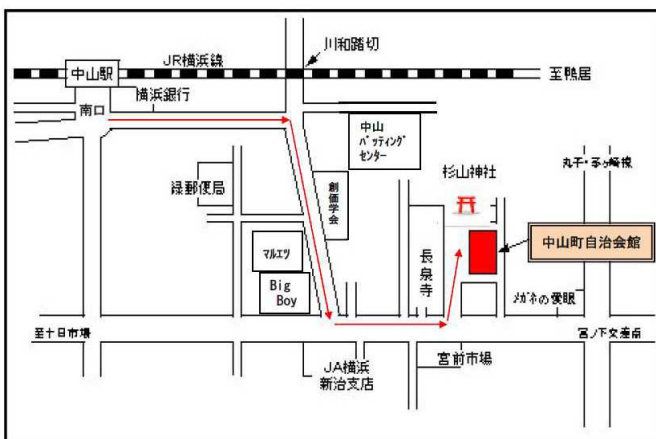 川和踏切
JR横浜線
中山駅
至鴨居
横浜銀行
南口
中山
バッティング
センター
丸子・茅ヶ崎線
杉山神社
緑郵便局
創価学会
中山町自治会館
マルエツ
長泉寺
Big
Boy
メガネの愛眼
至十日市場
宮ノ下交差点
宮前市場
JA横浜
新治支店